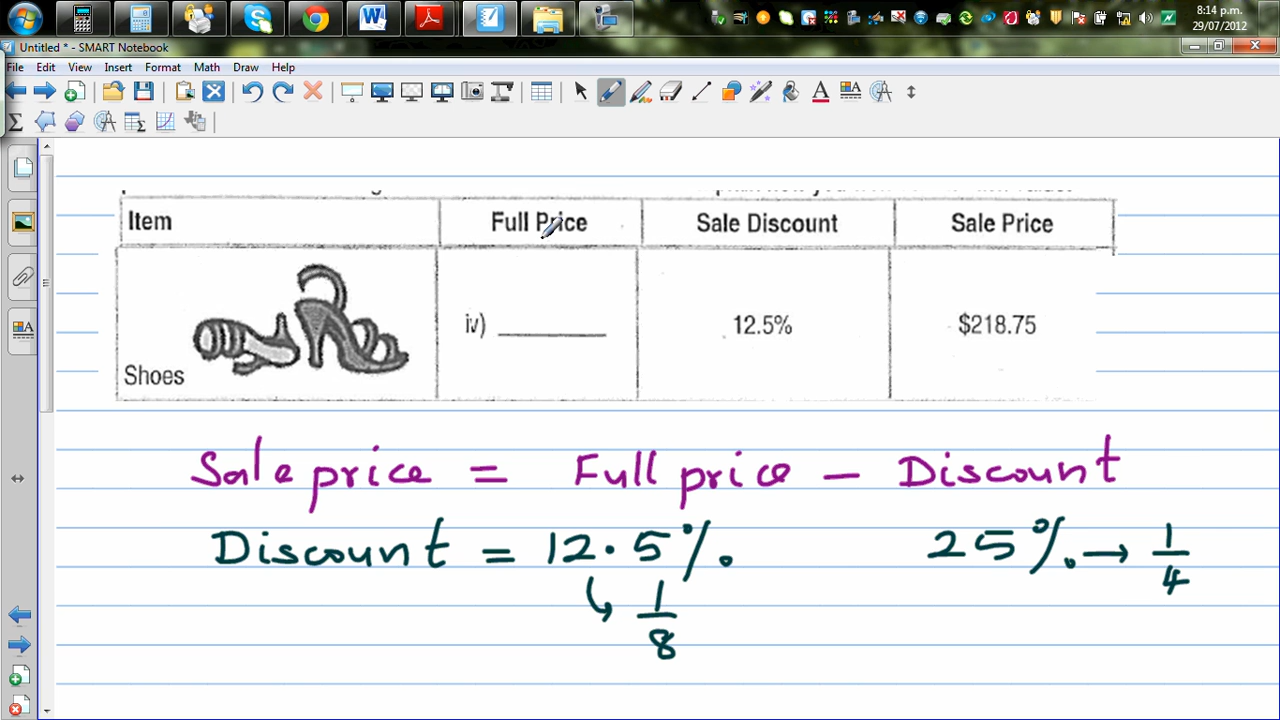 8:14 p.m.
29/07/2012
Untitled * - SMART Notebook
File Edit View Insert Format Math Draw Help
Item Full Price Sale Discount Sale Price
iv) __________ 12.5% $218.75
Shoes
Sale price = Full price - Discount
Discount = 12.5% 25% → 1/4
↳ 1/8